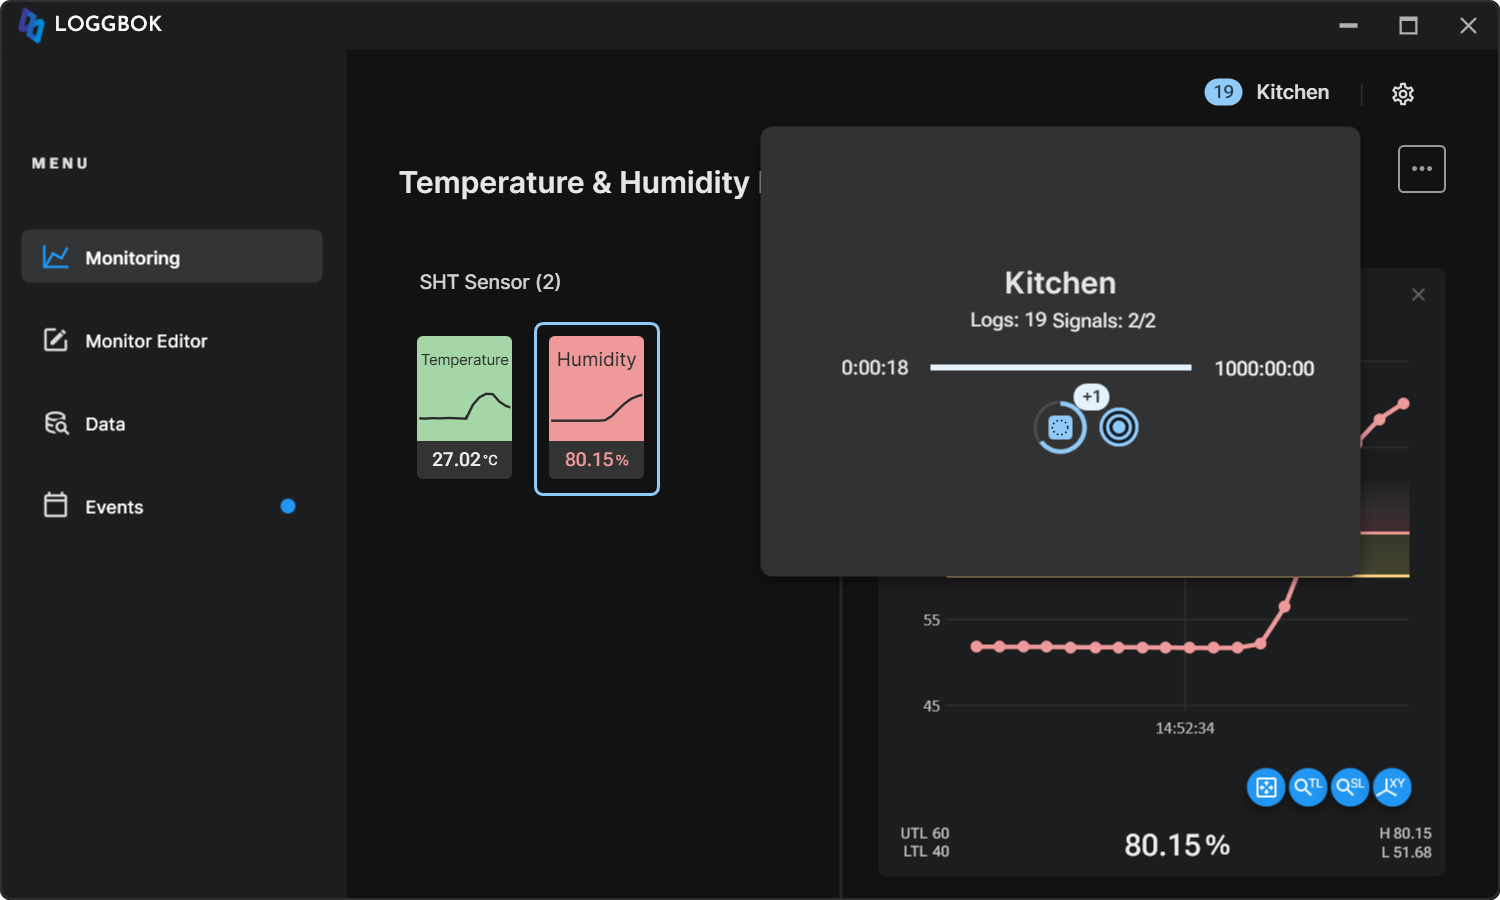 LOGGBOK
19 Kitchen
MENU
Temperature & Humidity
Monitoring
Monitor Editor
Data
Events
SHT Sensor (2)
Temperature
27.02 °C
Humidity
80.15 %
Kitchen
Logs: 19 Signals: 2/2
0:00:18
1000:00:00
+1
55
45
14:52:34
TL
SL
XY
UTL 60
LTL 40
80.15 %
H 80.15
L 51.68